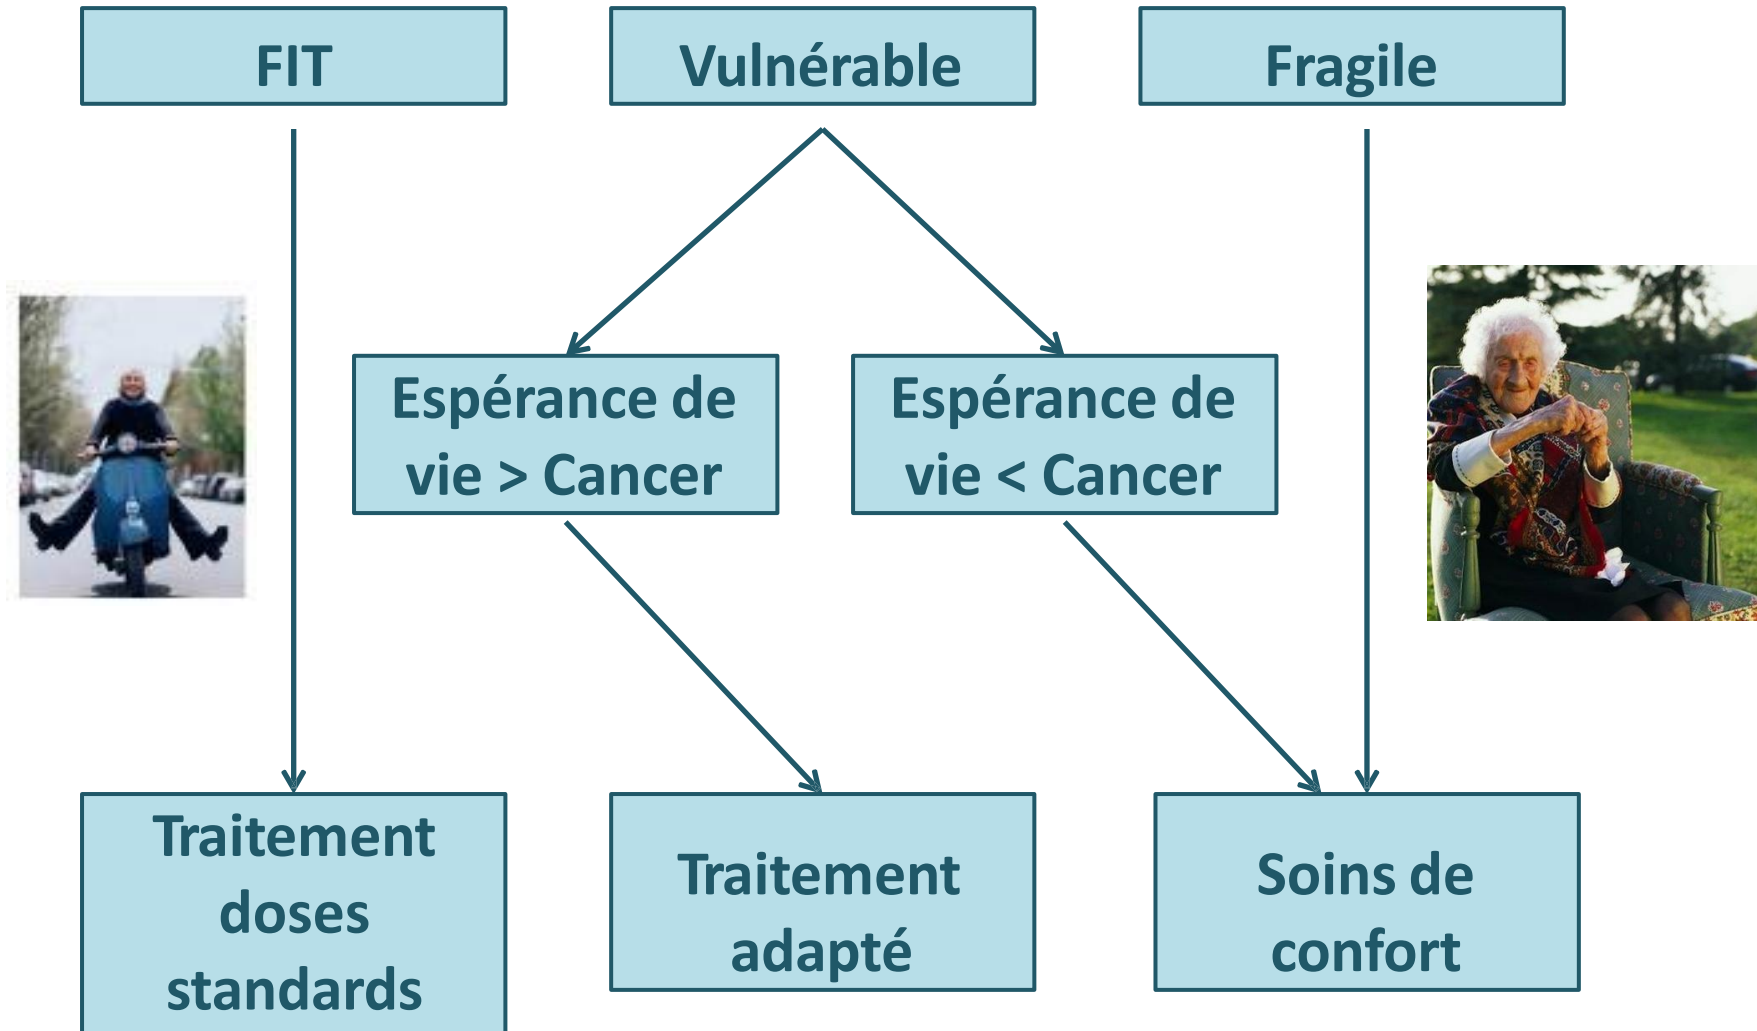 FIT
Vulnérable
Fragile
Espérance de
vie > Cancer
Espérance de
vie < Cancer
Traitement
doses
standards
Traitement
adapté
Soins de
confort